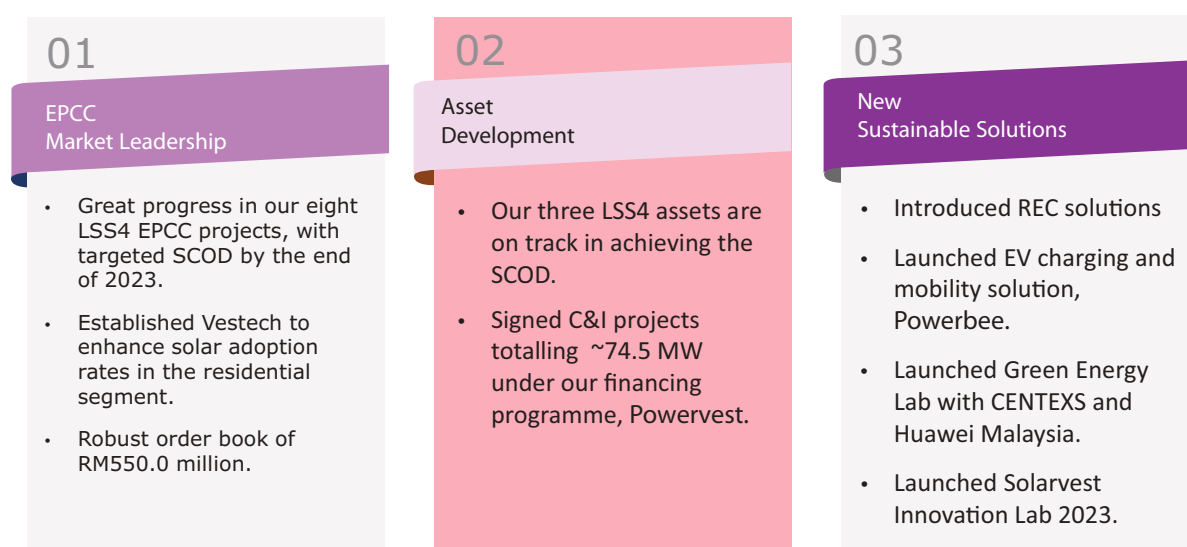 01
EPCC
Market Leadership
• Great progress in our eight
LSS4 EPCC projects, with
targeted SCOD by the end
of 2023.
• Established Vestech to
enhance solar adoption
rates in the residential
segment.
• Robust order book of
RM550.0 million.
02
Asset
Development
• Our three LSS4 assets are
on track in achieving the
SCOD.
• Signed C&I projects
totalling ~74.5 MW
under our financing
programme, Powervest.
03
New
Sustainable Solutions
• Introduced REC solutions
• Launched EV charging and
mobility solution,
Powerbee.
• Launched Green Energy
Lab with CENTEXS and
Huawei Malaysia.
• Launched Solarvest
Innovation Lab 2023.